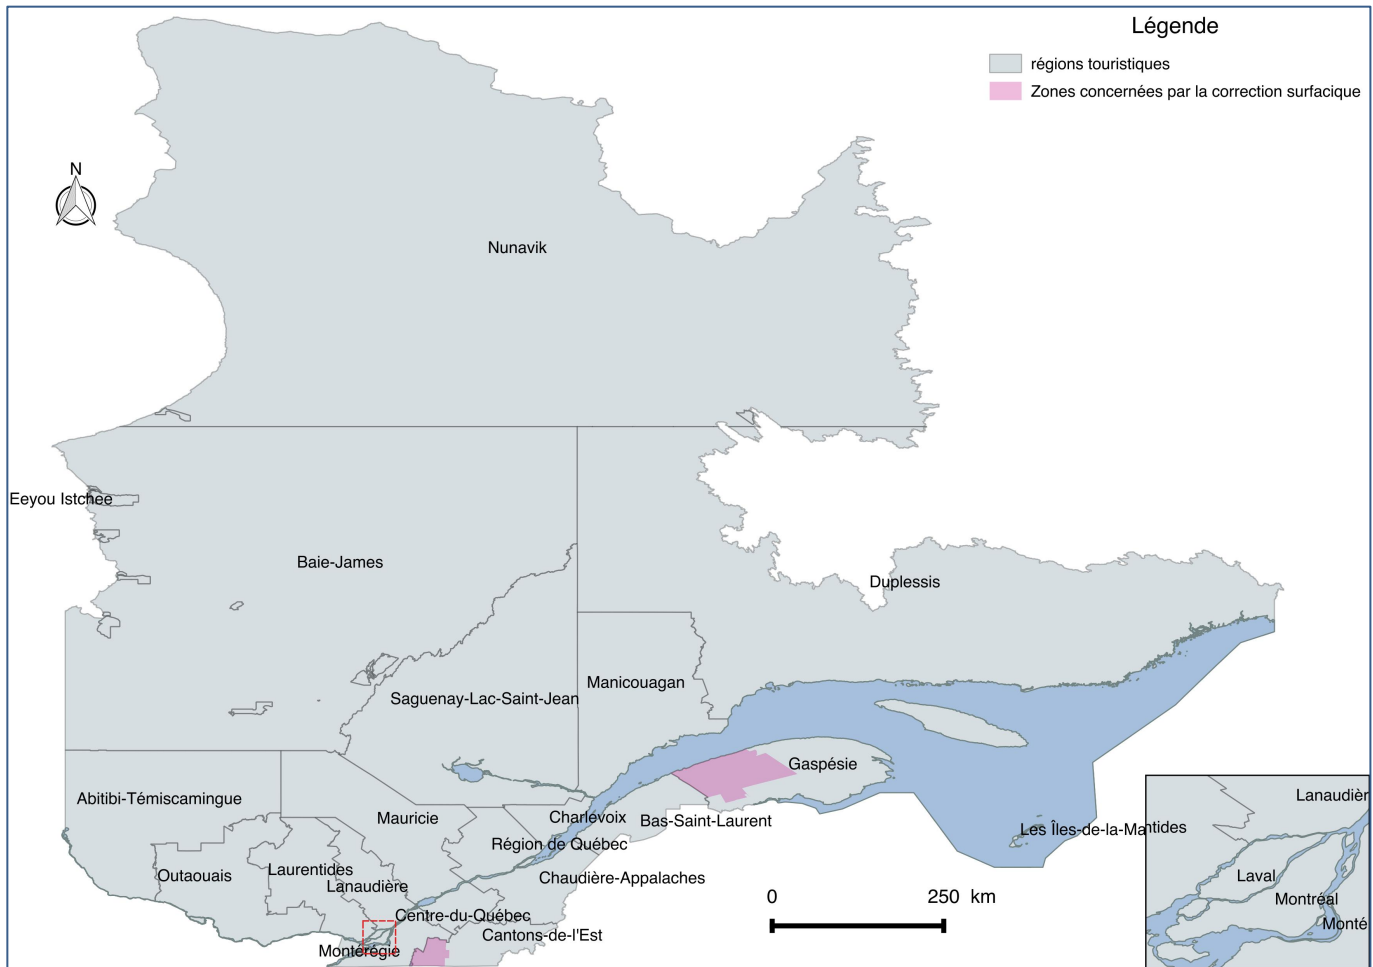 Légende
régions touristiques
Zones concernées par la correction surfacique
N
Nunavik
Eeyou Istchee
Baie-James
Duplessis
Manicouagan
Saguenay-Lac-Saint-Jean
Gaspésie
Abitibi-Témiscamingue
Lanaudièr
Mauricie
Charlevoix
Bas-Saint-Laurent
Les Îles-de-la-Mantides
Région de Québec
Outaouais
Laurentides
Lanaudière
Chaudière-Appalaches
Laval
0 250 km
Montréal
Centre-du-Québec
Monté
Cantons-de-l'Est
Montérégie